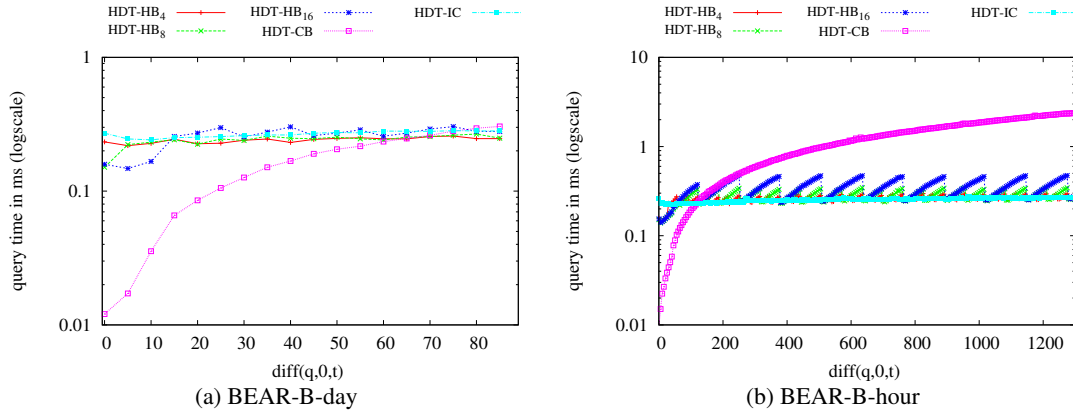 HDT-HB4 HDT-HB16 HDT-IC
HDT-HB8 HDT-CB
1
0.1
0.01
query time in ms (logscale)
0 10 20 30 40 50 60 70 80
diff(q,0,t)
(a) BEAR-B-day
HDT-HB4 HDT-HB16 HDT-IC
HDT-HB8 HDT-CB
10
1
0.1
0.01
query time in ms (logscale)
0 200 400 600 800 1000 1200
diff(q,0,t)
(b) BEAR-B-hour